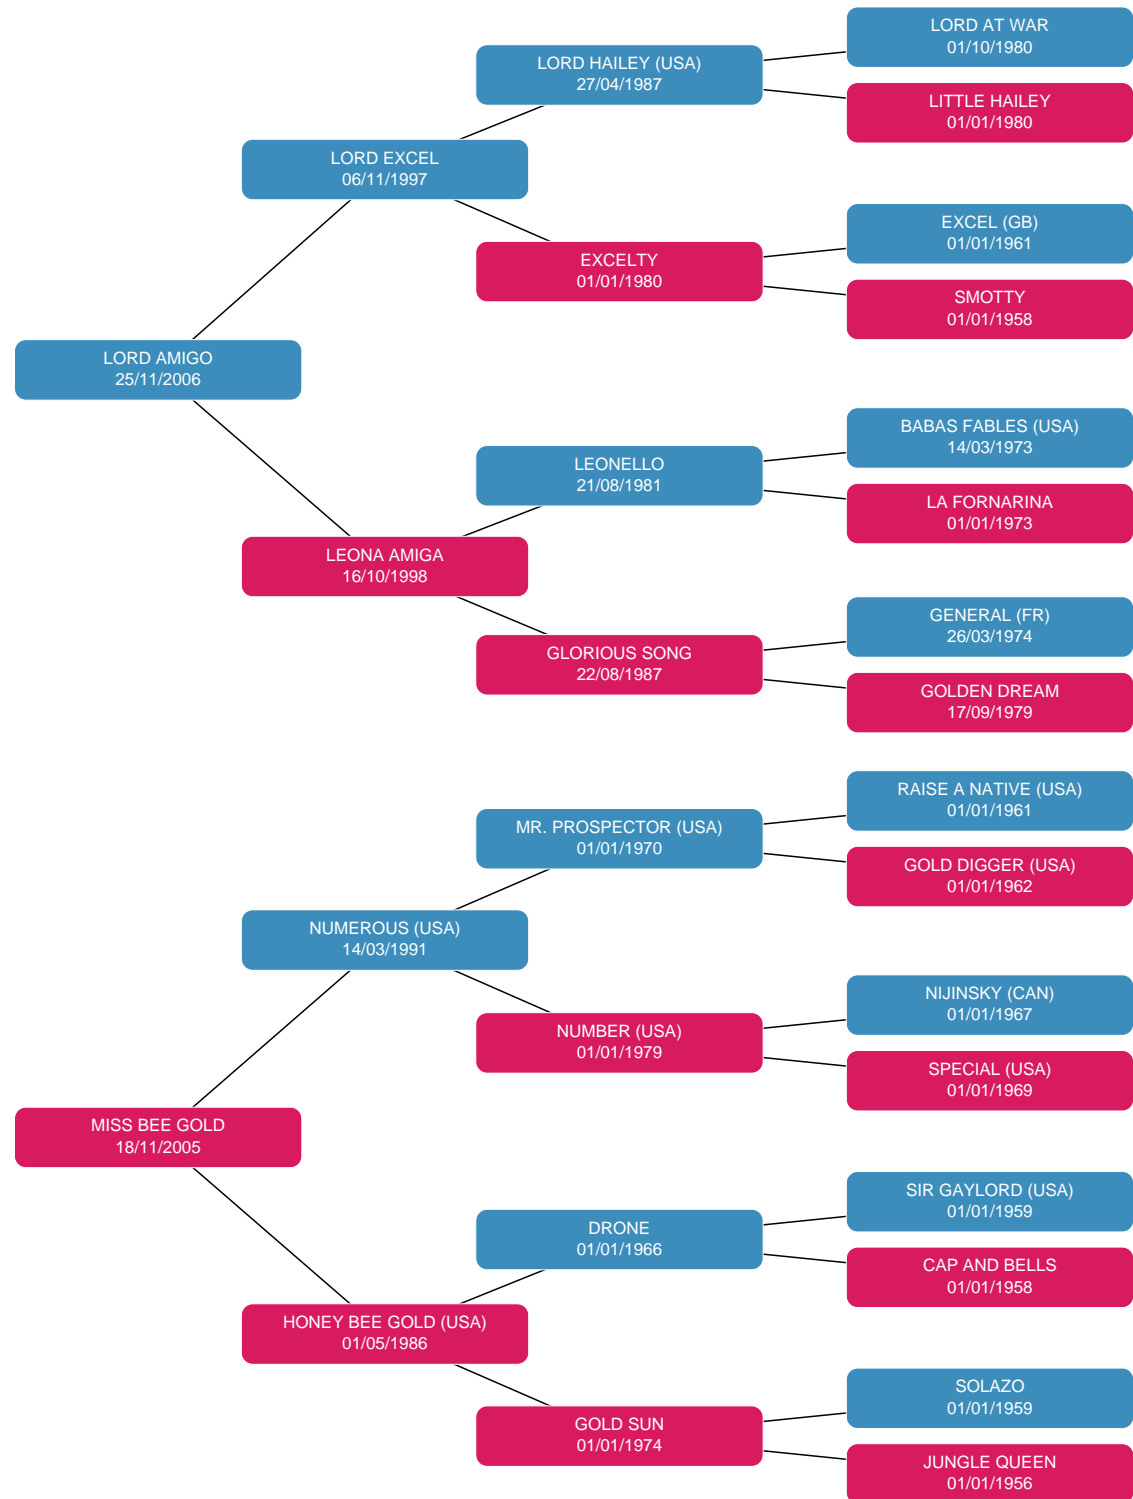 LORD AT WAR
01/10/1980
LORD HAILEY (USA)
27/04/1987
LITTLE HAILEY
01/01/1980
LORD EXCEL
06/11/1997
EXCEL (GB)
01/01/1961
EXCELTY
01/01/1980
SMOTTY
01/01/1958
LORD AMIGO
25/11/2006
BABAS FABLES (USA)
14/03/1973
LEONELLO
21/08/1981
LA FORNARINA
01/01/1973
LEONA AMIGA
16/10/1998
GENERAL (FR)
26/03/1974
GLORIOUS SONG
22/08/1987
GOLDEN DREAM
17/09/1979
RAISE A NATIVE (USA)
01/01/1961
MR. PROSPECTOR (USA)
01/01/1970
GOLD DIGGER (USA)
01/01/1962
NUMEROUS (USA)
14/03/1991
NIJINSKY (CAN)
01/01/1967
NUMBER (USA)
01/01/1979
SPECIAL (USA)
01/01/1969
MISS BEE GOLD
18/11/2005
SIR GAYLORD (USA)
01/01/1959
DRONE
01/01/1966
CAP AND BELLS
01/01/1958
HONEY BEE GOLD (USA)
01/05/1986
SOLAZO
01/01/1959
GOLD SUN
01/01/1974
JUNGLE QUEEN
01/01/1956